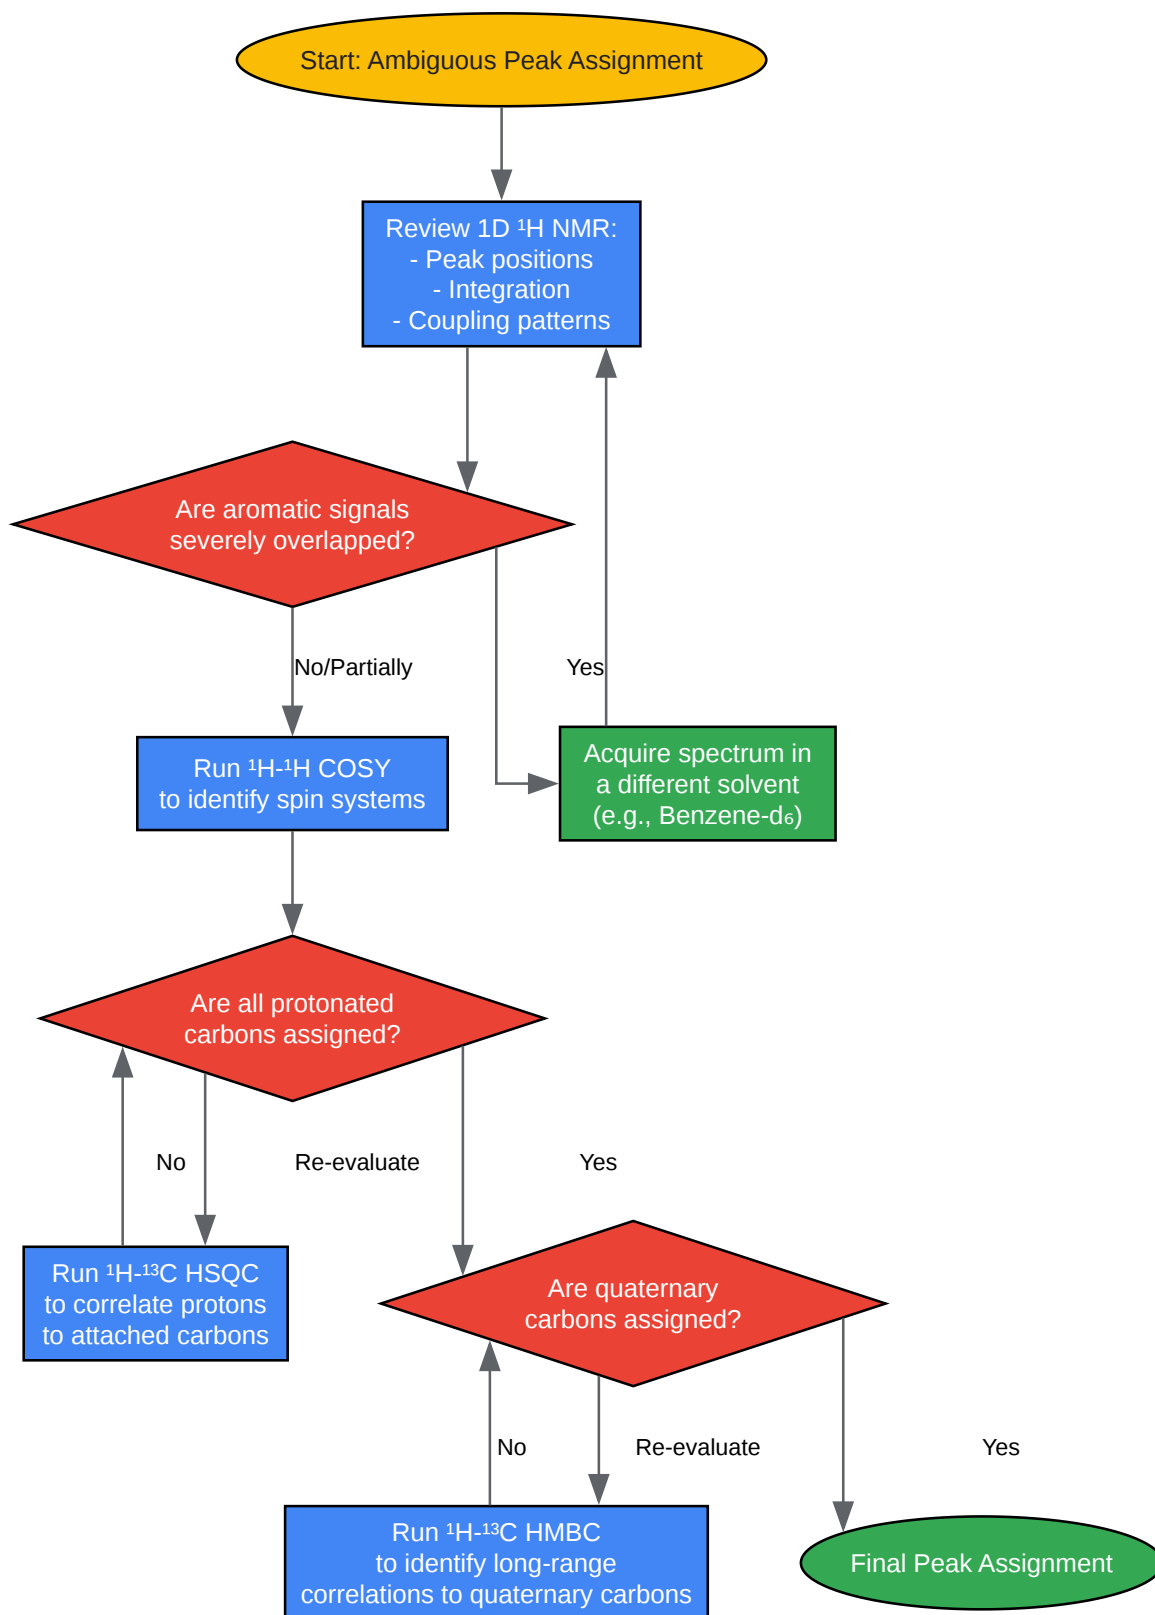 Start: Ambiguous Peak Assignment
Review 1D ¹H NMR:
- Peak positions
- Integration
- Coupling patterns
Are aromatic signals
severely overlapped?
No/Partially
Yes
Run ¹H-¹H COSY
to identify spin systems
Acquire spectrum in
a different solvent
(e.g., Benzene-d₆)
Are all protonated
carbons assigned?
No
Re-evaluate
Yes
Run ¹H-¹³C HSQC
to correlate protons
to attached carbons
Are quaternary
carbons assigned?
No
Re-evaluate
Yes
Run ¹H-¹³C HMBC
to identify long-range
correlations to quaternary carbons
Final Peak Assignment